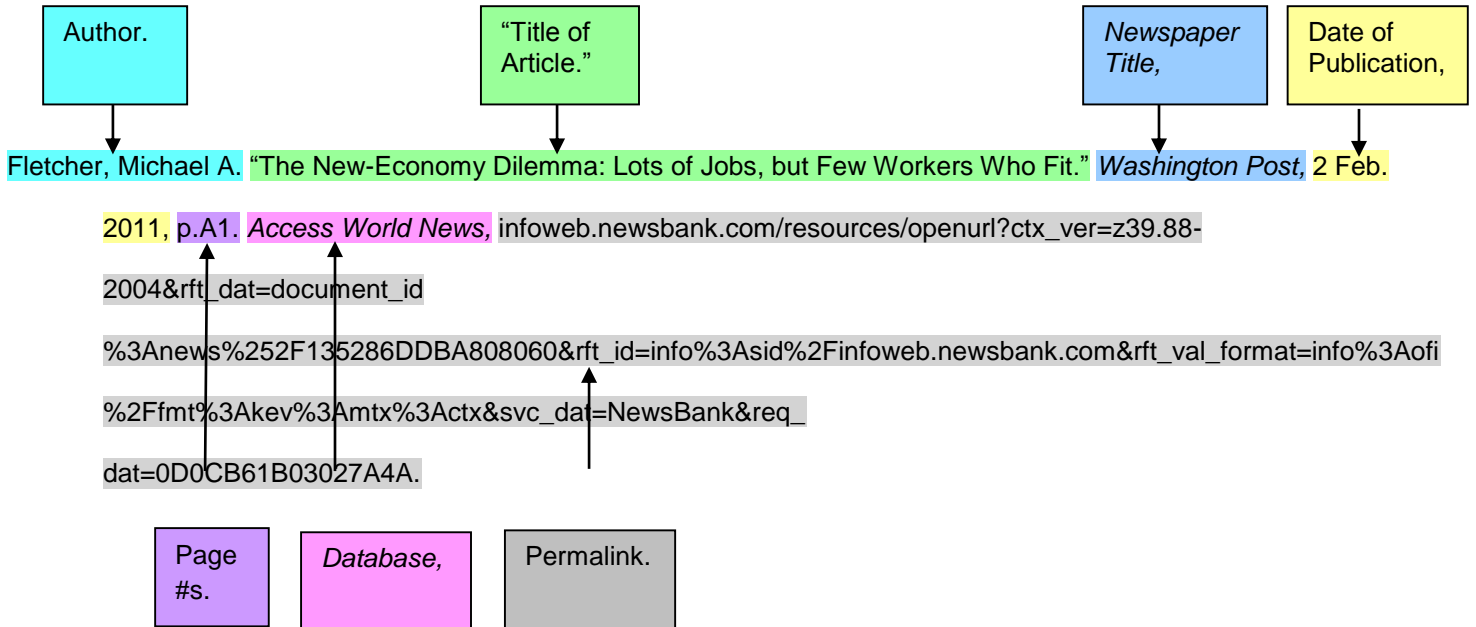 Author.
“Title of
Article.”
Newspaper
Title,
Date of
Publication,
Fletcher, Michael A. “The New-Economy Dilemma: Lots of Jobs, but Few Workers Who Fit.” Washington Post, 2 Feb.
2011, p.A1. Access World News, infoweb.newsbank.com/resources/openurl?ctx_ver=z39.88-
2004&rft_dat=document_id
%3Anews%252F135286DDBA808060&rft_id=info%3Asid%2Finfoweb.newsbank.com&rft_val_format=info%3Aofi
%2Ffmt%3Akev%3Amtx%3Actx&svc_dat=NewsBank&req_
dat=0D0CB61B03027A4A.
Page
#s.
Database,
Permalink.